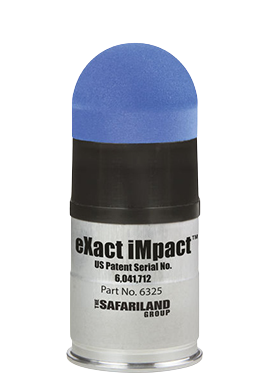 eXact iMpact™
US Patent Serial No.
6,041,712
Part No. 6325
THE SAFARILAND
GROUP